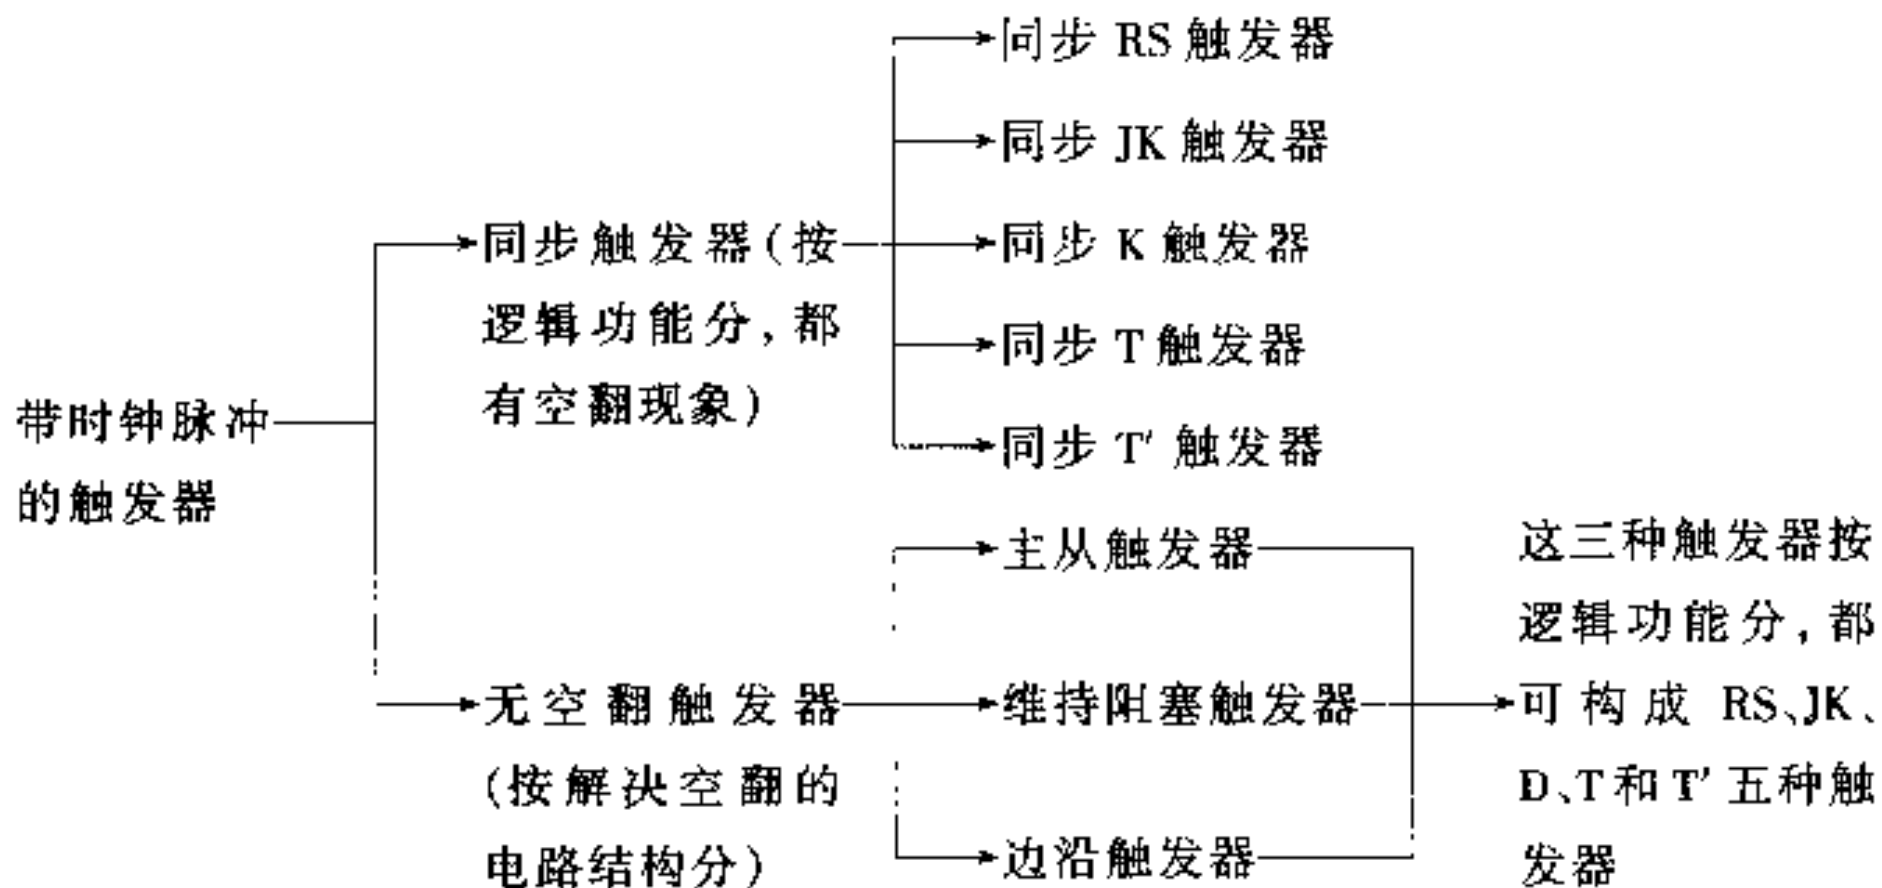 同步 RS 触发器
同步 JK 触发器
同步触发器(按
逻辑功能分,都
有空翻现象)
同步 K 触发器
同步 T 触发器
同步 T′ 触发器
带时钟脉冲
的触发器
主从触发器
无空翻触发器
(按解决空翻的
电路结构分)
维持阻塞触发器
边沿触发器
这三种触发器按
逻辑功能分,都
可构成 RS、JK、
D、T和T′五种触
发器